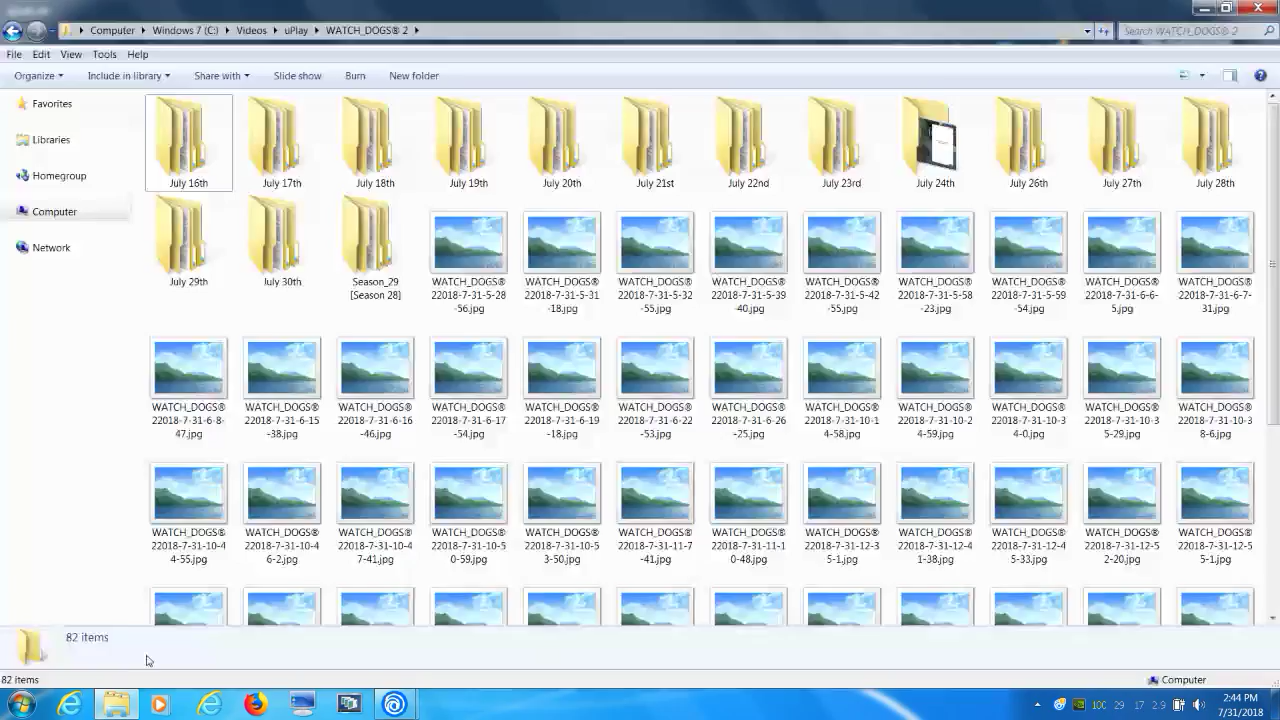 Computer ▸ Windows 7 (C:) ▸ Videos ▸ uPlay ▸ WATCH_DOGS® 2 ▸
Search WATCH_DOGS® 2
File Edit View Tools Help
Organize Include in library Share with Slide show Burn New folder
Favorites
Libraries
Homegroup
Computer
Network
July 16th July 17th July 18th July 19th July 20th July 21st July 22nd July 23rd July 24th July 26th July 27th July 28th
July 29th July 30th Season_29 WATCH_DOGS® WATCH_DOGS® WATCH_DOGS® WATCH_DOGS® WATCH_DOGS® WATCH_DOGS® WATCH_DOGS® WATCH_DOGS® WATCH_DOGS®
[Season 28] 22018-7-31-5-28 22018-7-31-5-31 22018-7-31-5-32 22018-7-31-5-39 22018-7-31-5-42 22018-7-31-5-58 22018-7-31-5-59 22018-7-31-6-6- 22018-7-31-6-7-
-56.jpg -18.jpg -55.jpg -40.jpg -55.jpg -23.jpg -54.jpg 5.jpg 31.jpg
WATCH_DOGS® WATCH_DOGS® WATCH_DOGS® WATCH_DOGS® WATCH_DOGS® WATCH_DOGS® WATCH_DOGS® WATCH_DOGS® WATCH_DOGS® WATCH_DOGS® WATCH_DOGS® WATCH_DOGS®
22018-7-31-6-8- 22018-7-31-6-15 22018-7-31-6-16 22018-7-31-6-17 22018-7-31-6-19 22018-7-31-6-22 22018-7-31-6-26 22018-7-31-10-1 22018-7-31-10-2 22018-7-31-10-3 22018-7-31-10-3 22018-7-31-10-3
47.jpg -38.jpg -46.jpg -54.jpg -18.jpg -53.jpg -25.jpg 4-58.jpg 4-59.jpg 4-0.jpg 5-29.jpg 8-6.jpg
WATCH_DOGS® WATCH_DOGS® WATCH_DOGS® WATCH_DOGS® WATCH_DOGS® WATCH_DOGS® WATCH_DOGS® WATCH_DOGS® WATCH_DOGS® WATCH_DOGS® WATCH_DOGS® WATCH_DOGS®
22018-7-31-10-4 22018-7-31-10-4 22018-7-31-10-4 22018-7-31-10-5 22018-7-31-10-5 22018-7-31-11-7 22018-7-31-11-1 22018-7-31-12-3 22018-7-31-12-4 22018-7-31-12-4 22018-7-31-12-5 22018-7-31-12-5
4-55.jpg 6-2.jpg 7-41.jpg 0-59.jpg 3-50.jpg -41.jpg 0-48.jpg 5-1.jpg 1-38.jpg 5-33.jpg 2-20.jpg 5-1.jpg
82 items
82 items Computer
29 17 2.9
2:44 PM
7/31/2018